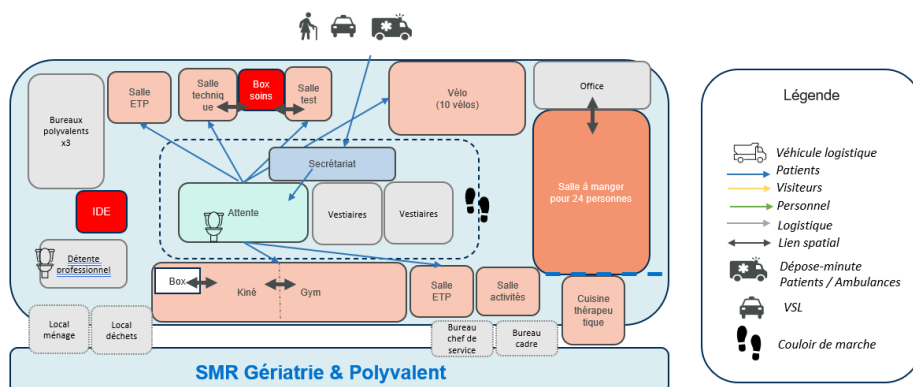 Salle
ETP
Salle
techniq
ue
Box
soins
Salle
test
Vélo
(10 vélos)
Office
Bureaux
polyvalents
x3
Secrétariat
Salle à manger
pour 24 personnes
IDE
Attente
Vestiaires
Vestiaires
Détente
professionnel
Box
Kiné
Gym
Salle
ETP
Salle
activités
Cuisine
thérapeu
tique
Local
ménage
Local
déchets
Bureau
chef de
service
Bureau
cadre
SMR Gériatrie & Polyvalent
Légende
Véhicule logistique
Patients
Visiteurs
Personnel
Logistique
Lien spatial
Dépose-minute
Patients / Ambulances
VSL
Couloir de marche